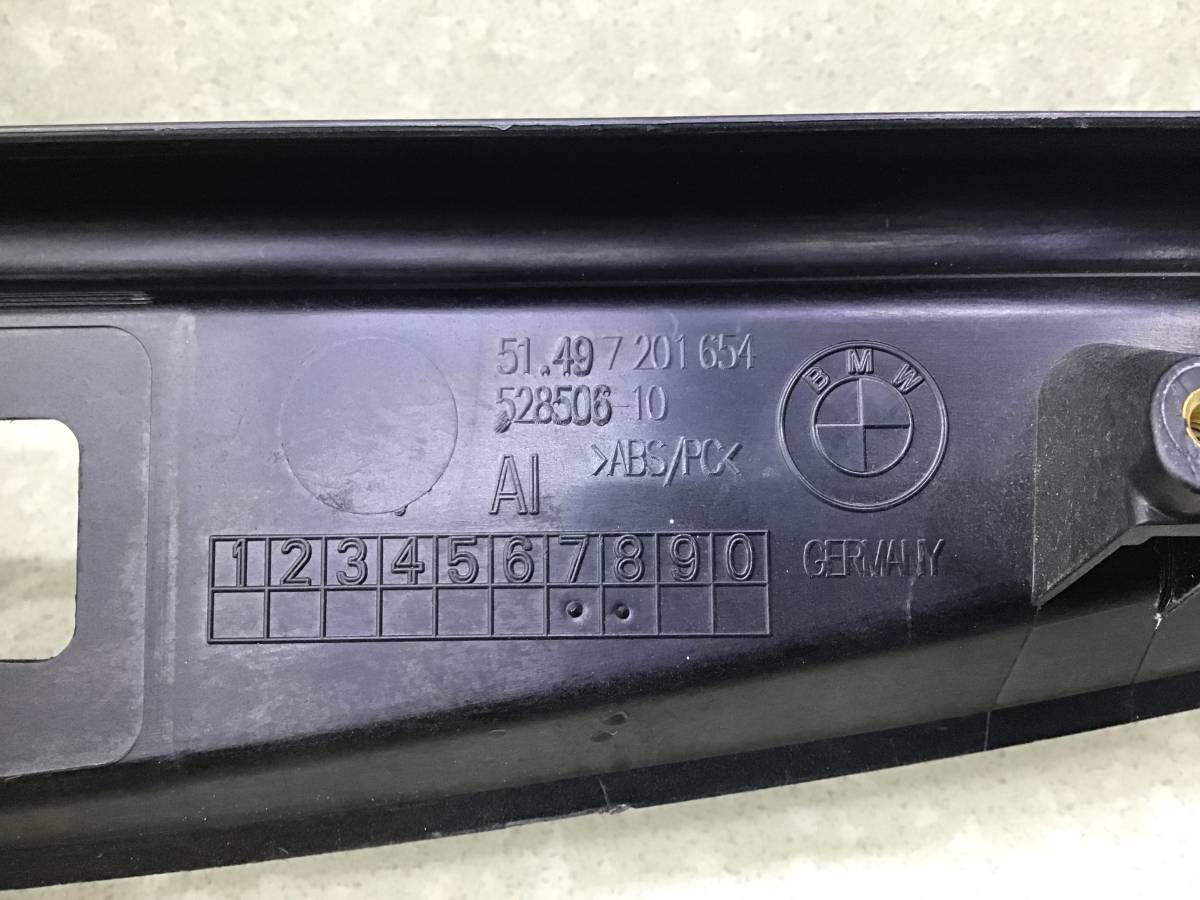 51.49 7 201 654
528506-10
>ABS/PC<
AI
BMW
1 2 3 4 5 6 7 8 9 0
GERMANY